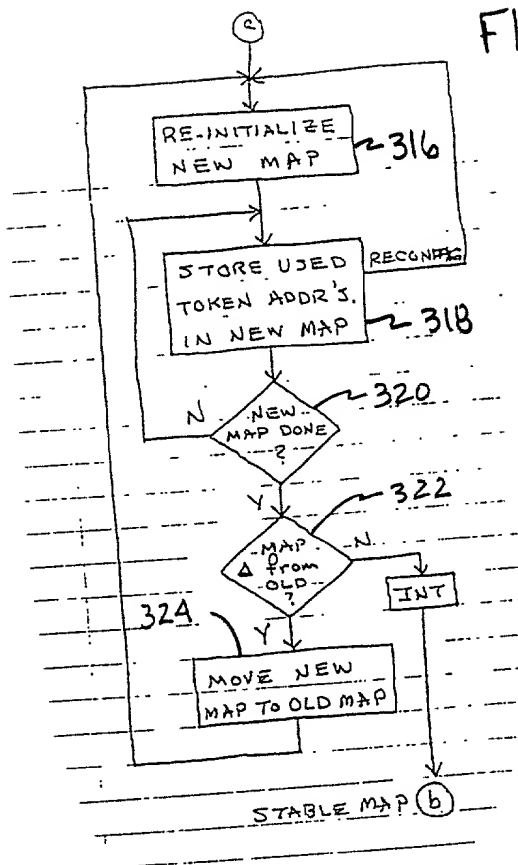 c
FI
RE-INITIALIZE
NEW MAP
316
STORE USED
TOKEN ADDR'S.
IN NEW MAP
RECONFIG
318
320
N
NEW
MAP DONE
?
Y
322
MAP
Δ from
OLD
?
N
INT
324
Y
MOVE NEW
MAP TO OLD MAP
STABLE MAP b